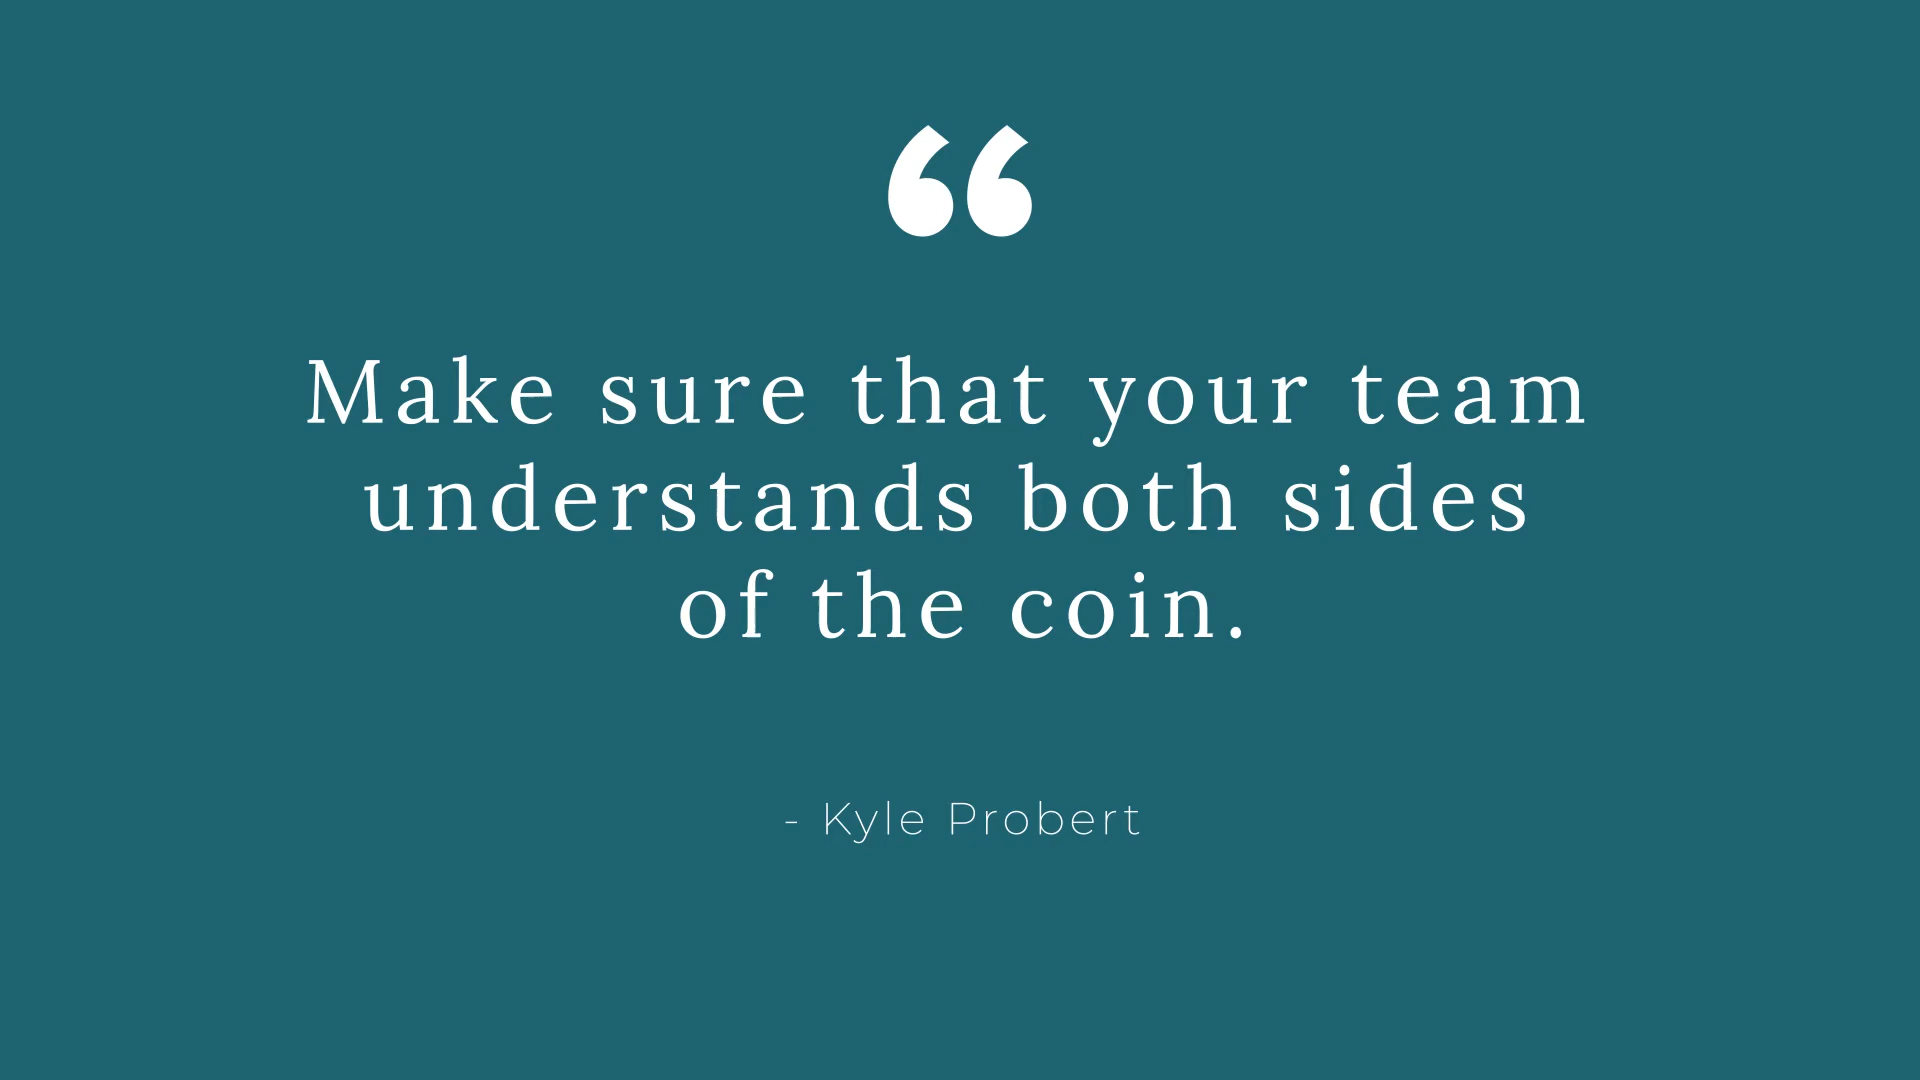 “
Make sure that your team
understands both sides
of the coin.
- Kyle Probert